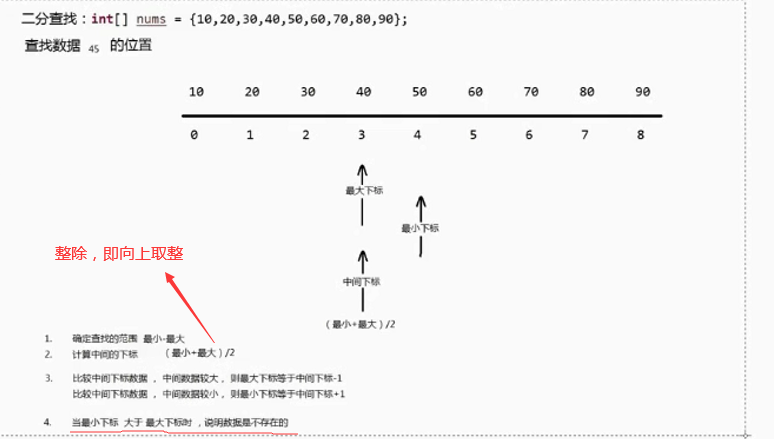 二分查找：int[] nums = {10,20,30,40,50,60,70,80,90};
查找数据 45 的位置
10 20 30 40 50 60 70 80 90
0 1 2 3 4 5 6 7 8
最大下标
最小下标
整除，即向上取整
中间下标
（最小+最大）/2
1. 确定查找的范围 最小-最大
2. 计算中间的下标 （最小+最大）/2
3. 比较中间下标数据 ，中间数据较大 ，则最大下标等于中间下标-1
比较中间下标数据 ，中间数据较小 ，则最小下标等于中间下标+1
4. 当最小下标 大于 最大下标时 ，说明数据是不存在的